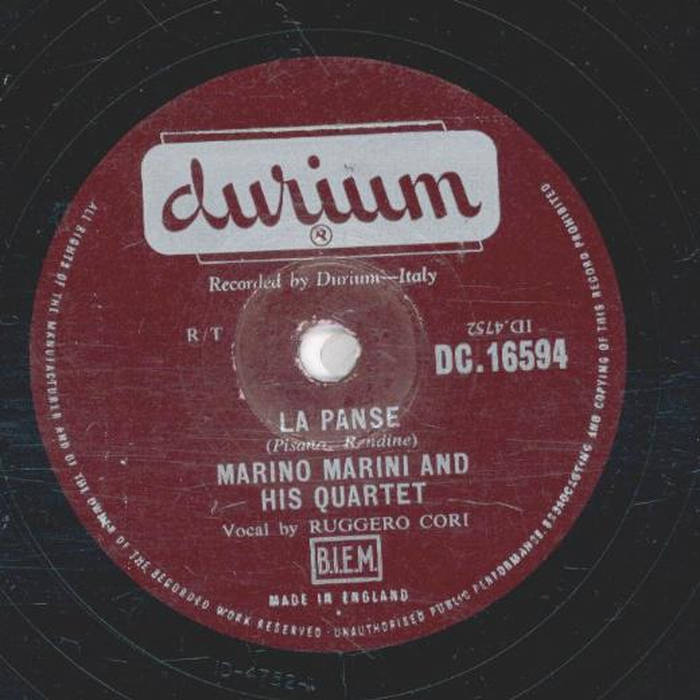 durium
®
Recorded by Durium—Italy
R/T
ID.4752
DC.16594
LA PANSE
(Pisano, Rendine)
MARINO MARINI AND
HIS QUARTET
Vocal by RUGGERO CORI
B.I.E.M.
MADE IN ENGLAND
ALL RIGHTS OF THE MANUFACTURER AND OF THE OWNER OF THE RECORDED WORK RESERVED · UNAUTHORISED PUBLIC PERFORMANCE, BROADCASTING AND COPYING OF THIS RECORD PROHIBITED